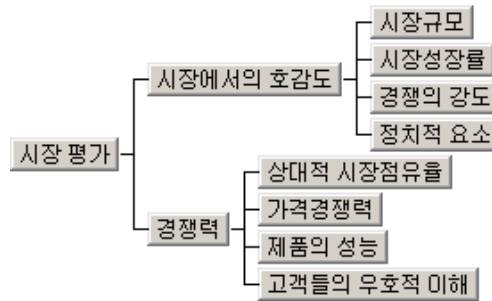 시장 평가
시장에서의 호감도
시장규모
시장성장률
경쟁의 강도
정치적 요소
경쟁력
상대적 시장점유율
가격경쟁력
제품의 성능
고객들의 우호적 이해